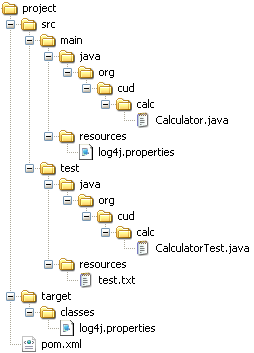 project
src
main
java
org
cud
calc
Calculator.java
resources
log4j.properties
test
java
org
cud
calc
CalculatorTest.java
resources
test.txt
target
classes
log4j.properties
pom.xml